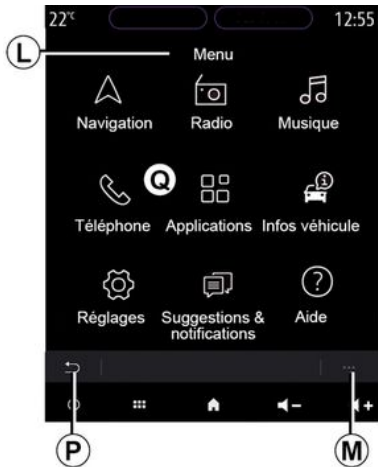 22°c 12:55
L
Menu
Navigation Radio Musique
Q
Téléphone Applications Infos véhicule
Réglages Suggestions & Aide
notifications
...
- +
P M